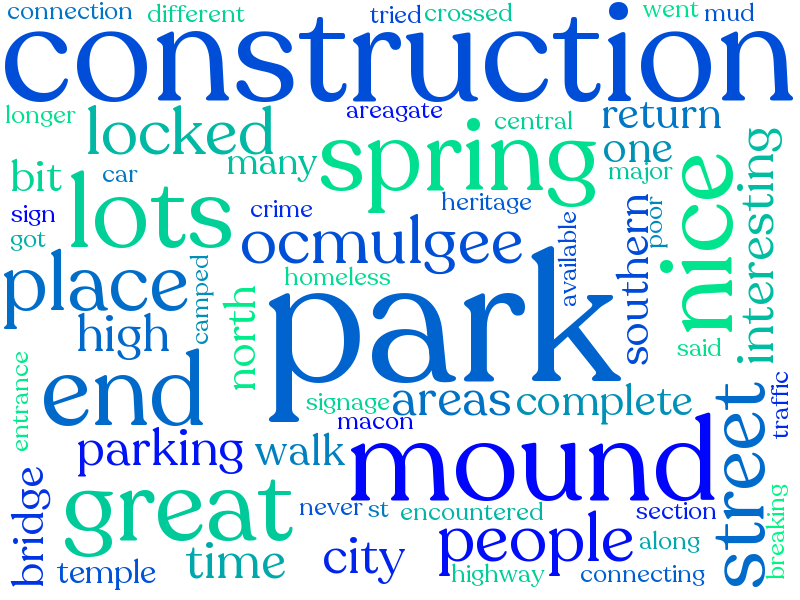 connection different tried crossed went mud
construction
longer locked areagate central return
many spring one
bit car major
sign lots crime heritage nice interesting
got ocmulgee available southern poor
place camped homeless
high north park said
entrance end signage areas complete traffic
macon
parking walk mound street
bridge great never st encountered section breaking
temple time city people along
highway connecting